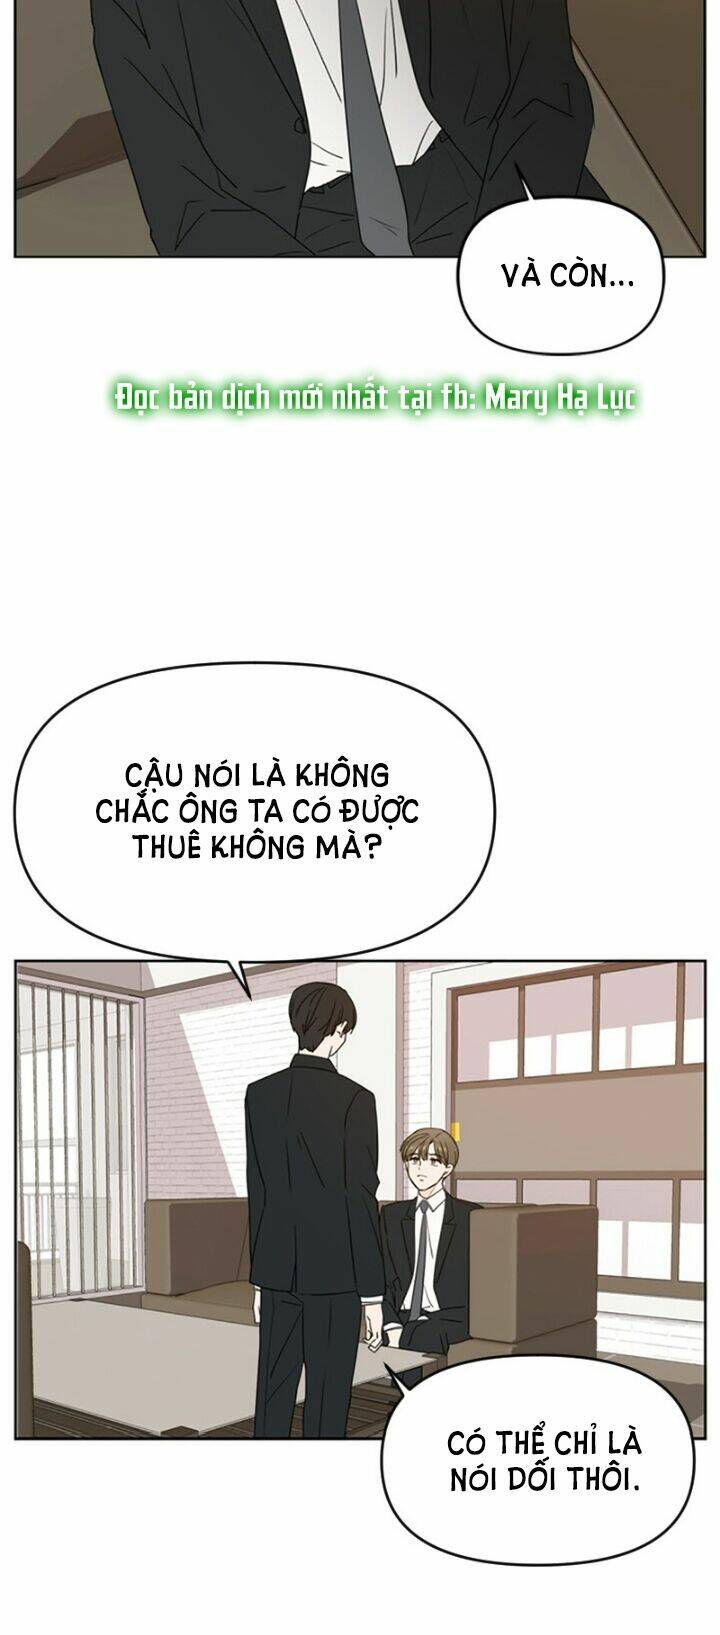 VÀ CÒN...
Đọc bản dịch mới nhất tại fb: Mary Hạ Lục
CẬU NÓI LÀ KHÔNG
CHẮC ÔNG TA CÓ ĐƯỢC
THUÊ KHÔNG MÀ?
CÓ THỂ CHỈ LÀ
NÓI DỐI THÔI.